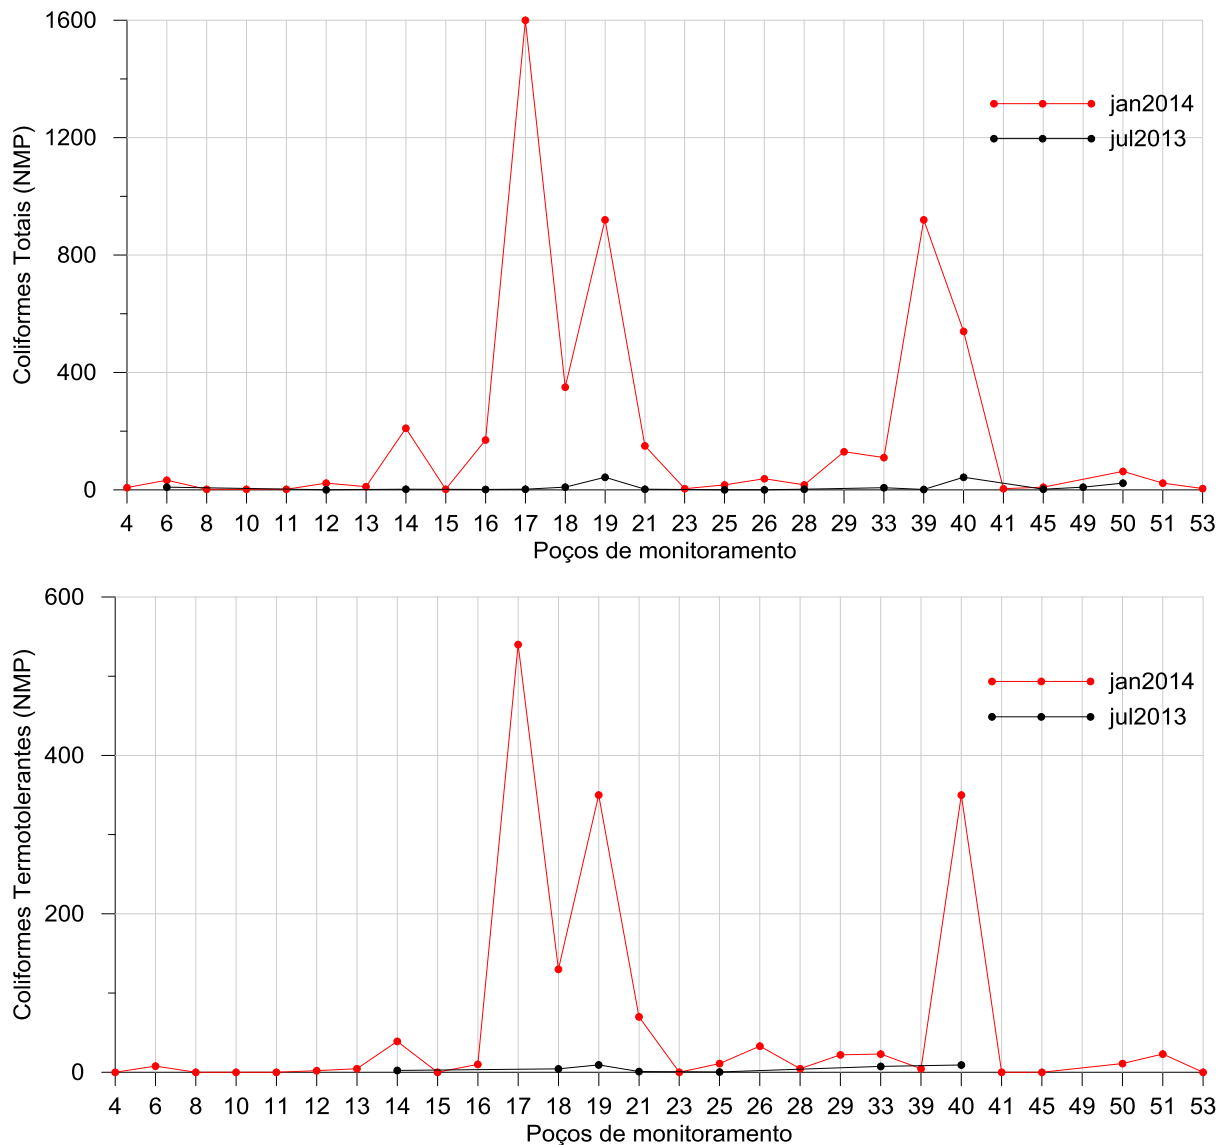 1600
1200
800
400
0
Coliformes Totais (NMP)
jan2014
jul2013
4 6 8 10 11 12 13 14 15 16 17 18 19 21 23 25 26 28 29 33 39 40 41 45 49 50 51 53
Poços de monitoramento
600
400
200
0
Coliformes Termotolerantes (NMP)
jan2014
jul2013
4 6 8 10 11 12 13 14 15 16 17 18 19 21 23 25 26 28 29 33 39 40 41 45 49 50 51 53
Poços de monitoramento